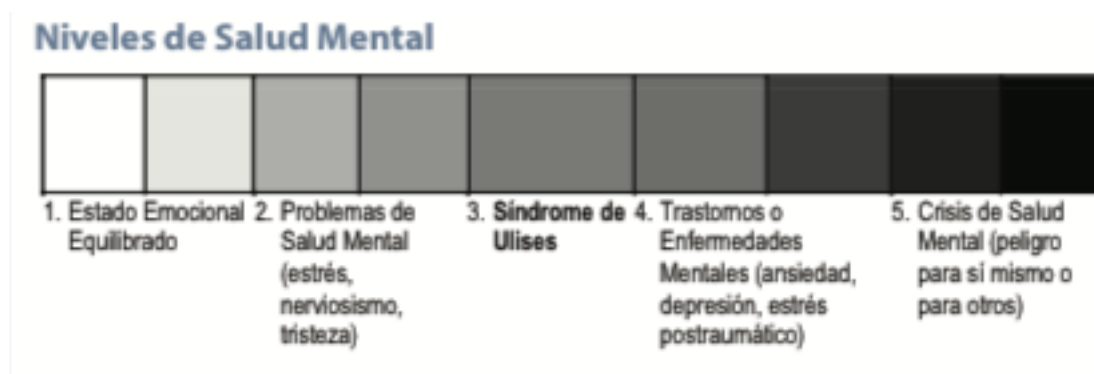 Niveles de Salud Mental
1. Estado Emocional
Equilibrado
2. Problemas de
Salud Mental
(estrés,
nerviosismo,
tristeza)
3. Síndrome de
Ulises
4. Trastornos o
Enfermedades
Mentales (ansiedad,
depresión, estrés
postraumático)
5. Crisis de Salud
Mental (peligro
para sí mismo o
para otros)